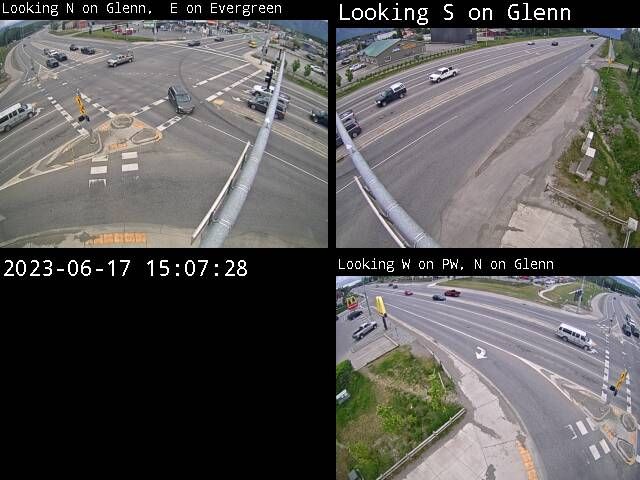 Looking N on Glenn, E on Evergreen
Looking S on Glenn
2023-06-17 15:07:28
Looking W on PW, N on Glenn